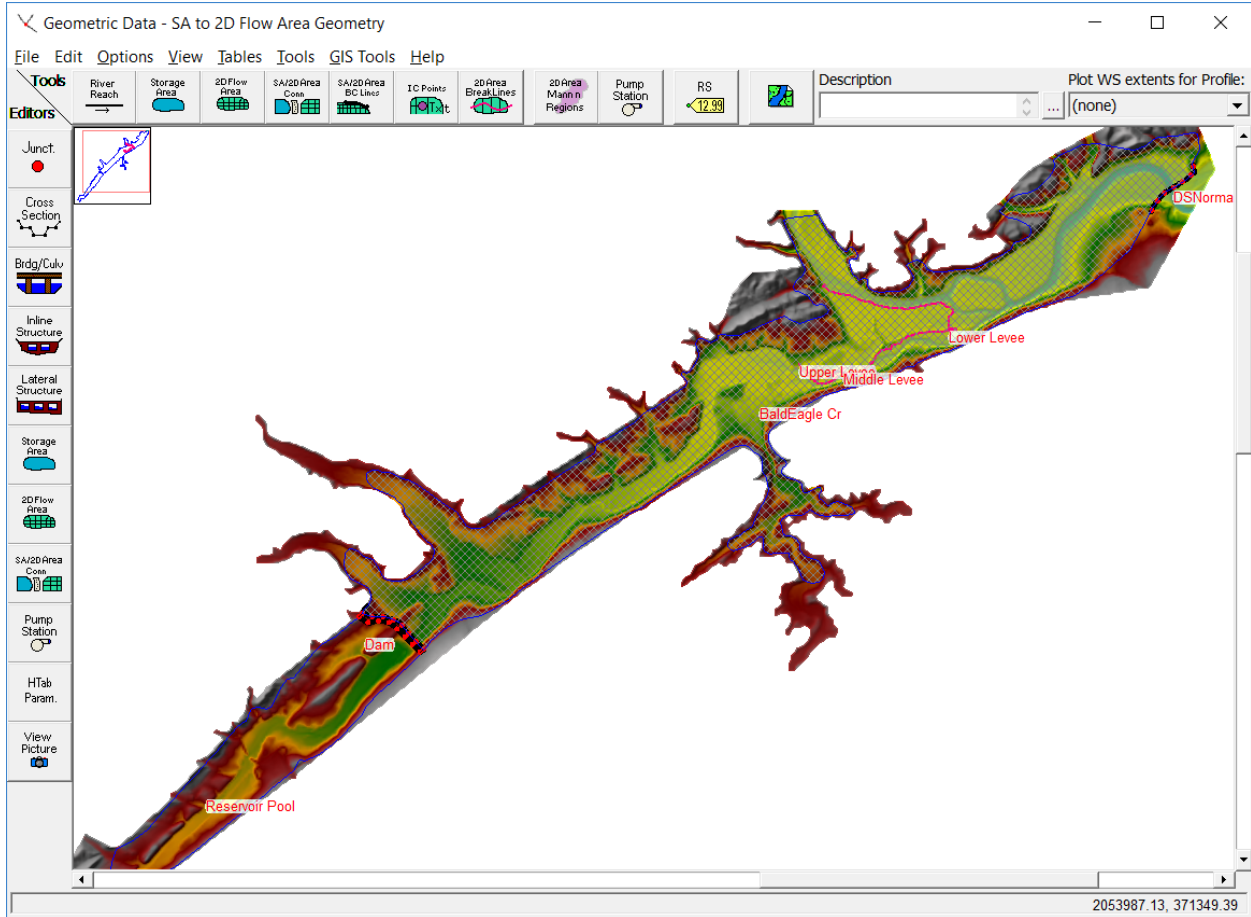 Geometric Data - SA to 2D Flow Area Geometry
File Edit Options View Tables Tools GIS Tools Help
Tools
Editors
River
Reach
Storage
Area
2D Flow
Area
SA/2D Area
Conn
SA/2D Area
BC Lines
IC Points
2D Area
BreakLines
2D Area
Mann n
Regions
Pump
Station
RS
12.99
Description
...
Plot WS extents for Profile:
(none)
Junct.
Cross
Section
Brdg/Culv
Inline
Structure
Lateral
Structure
Storage
Area
2D Flow
Area
SA/2D Area
Conn
Pump
Station
HTab
Param.
View
Picture
DSNorma
Lower Levee
Upper Levee
Middle Levee
BaldEagle Cr
Dam
Reservoir Pool
2053987.13, 371349.39